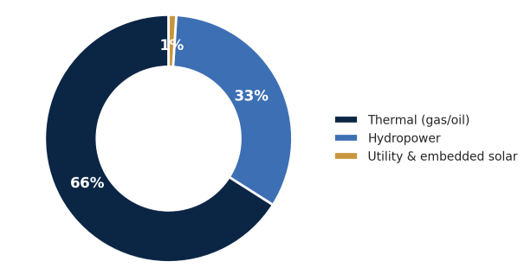 1%
33%
66%
Thermal (gas/oil)
Hydropower
Utility & embedded solar